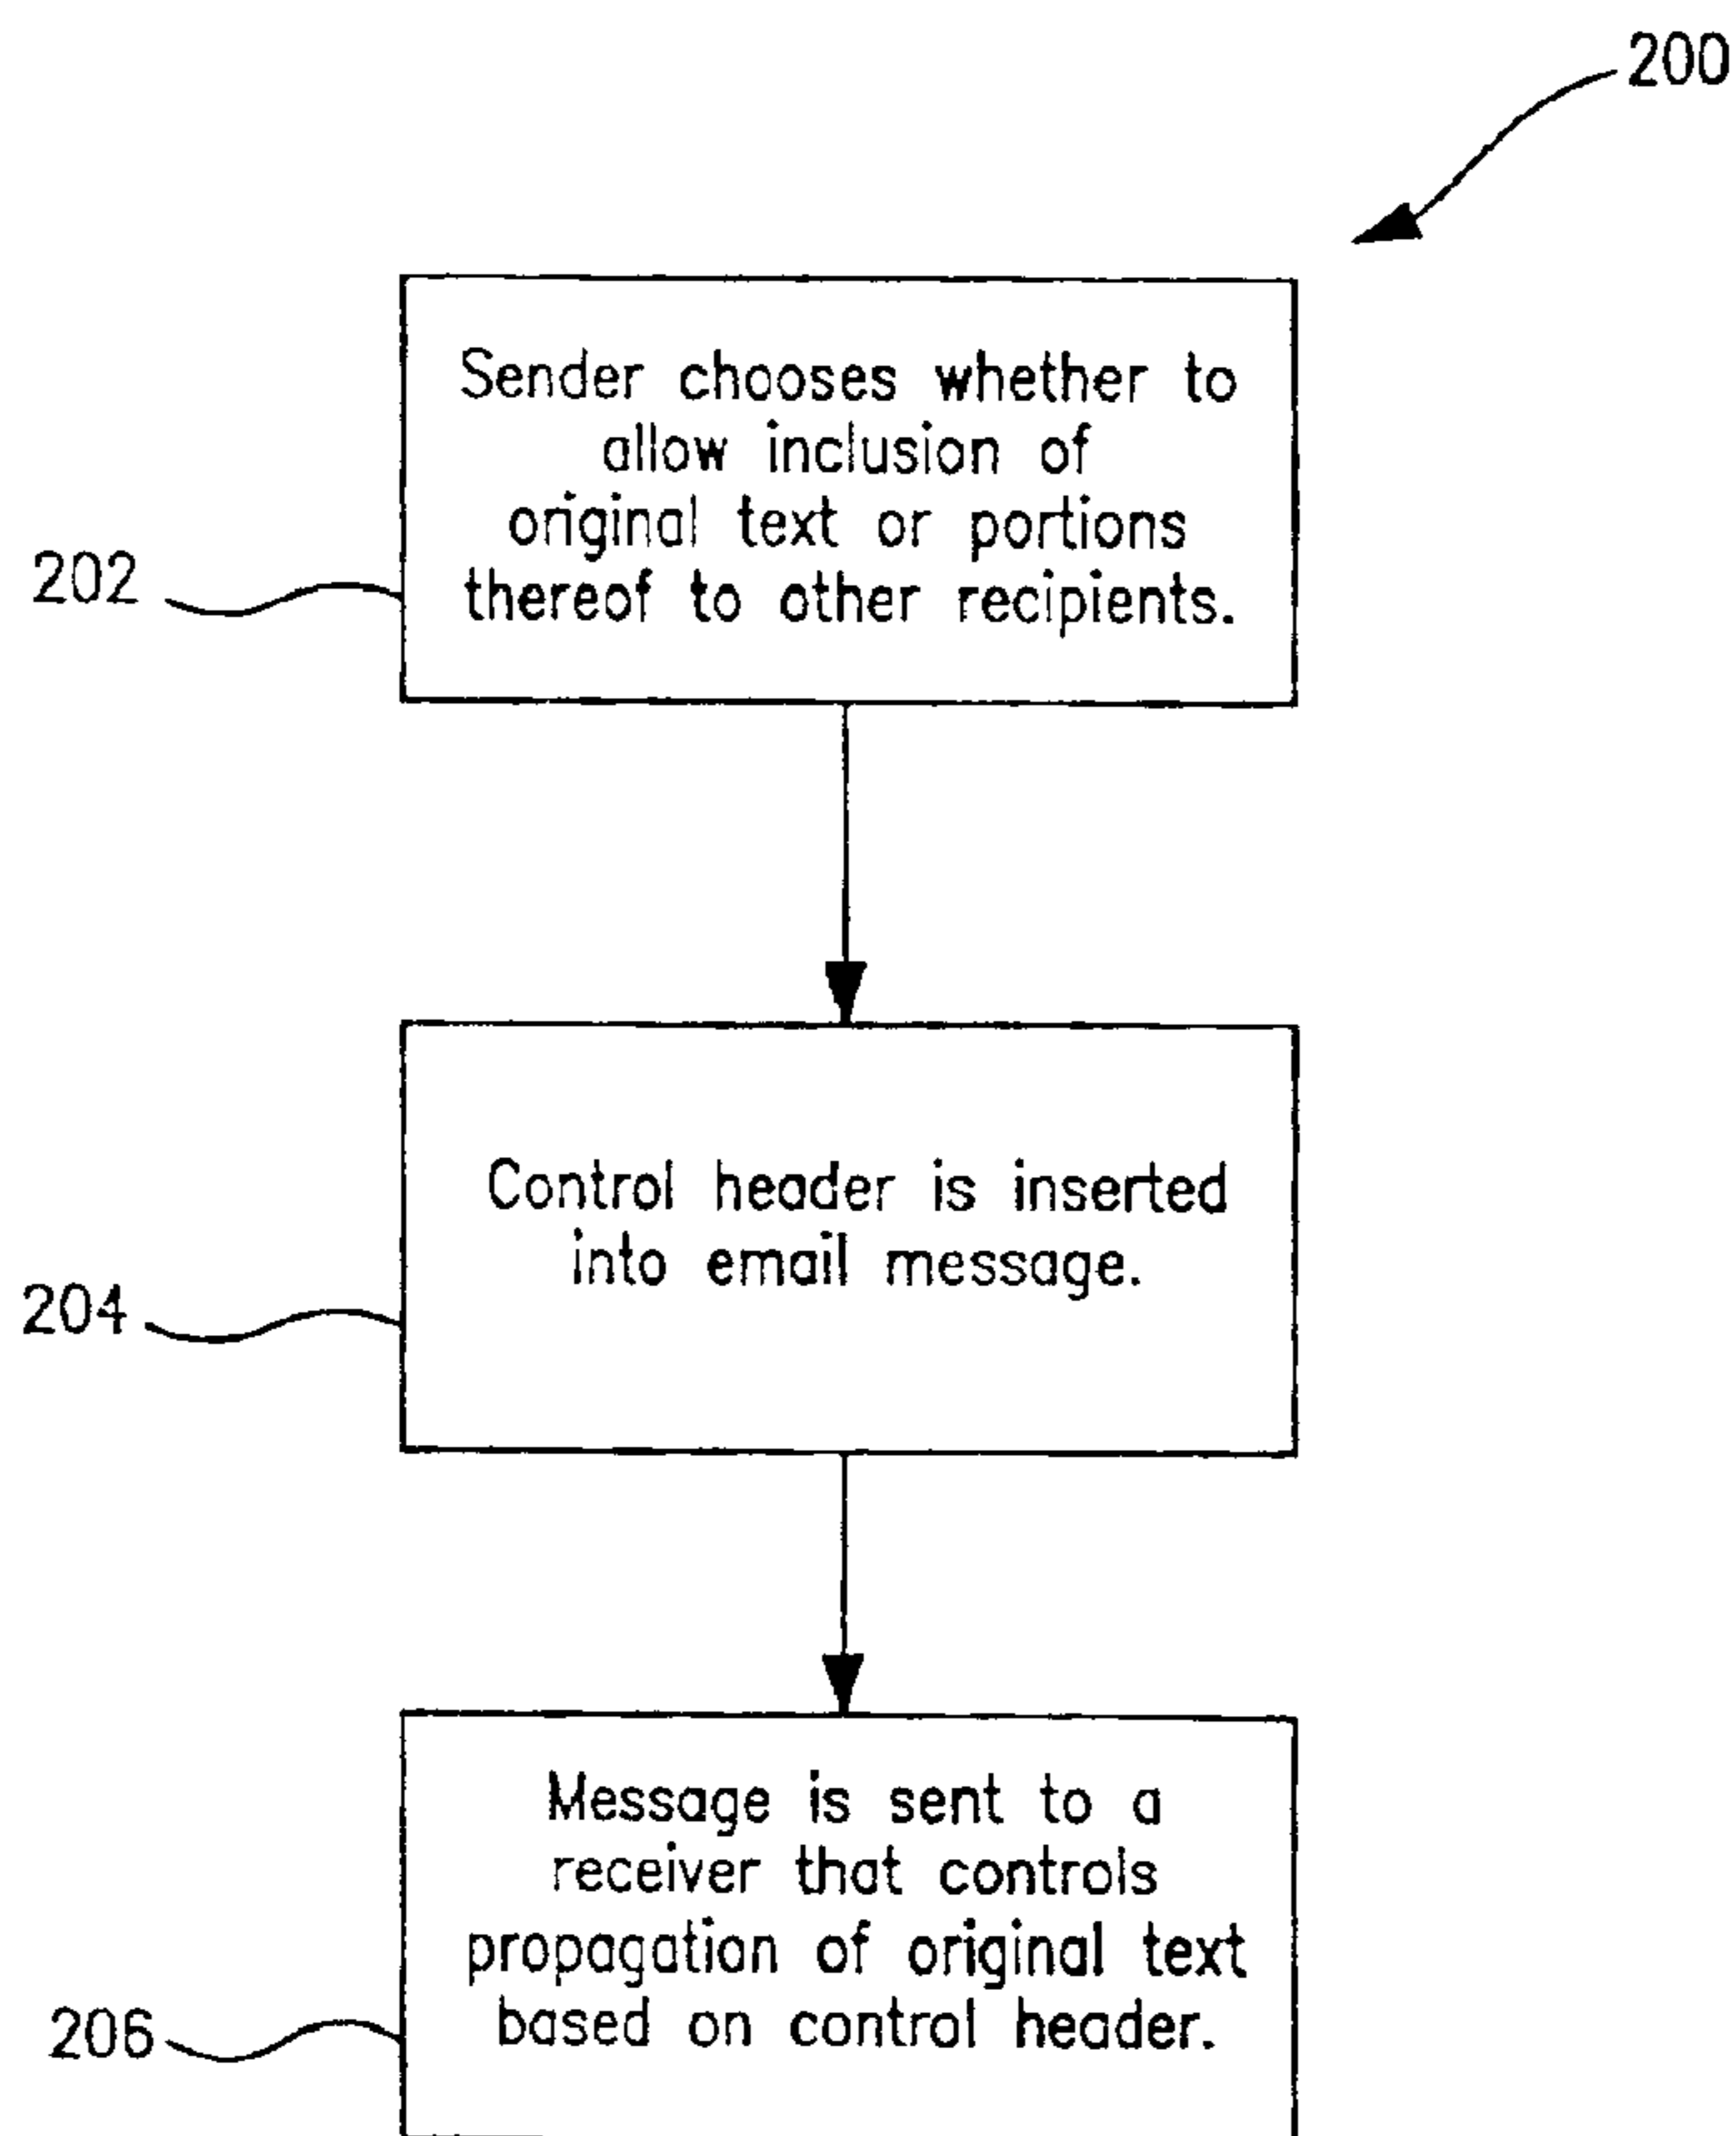 200
Sender chooses whether to
allow inclusion of
original text or portions
thereof to other recipients.
202
Control header is inserted
into email message.
204
Message is sent to a
receiver that controls
propagation of original text
based on control header.
206